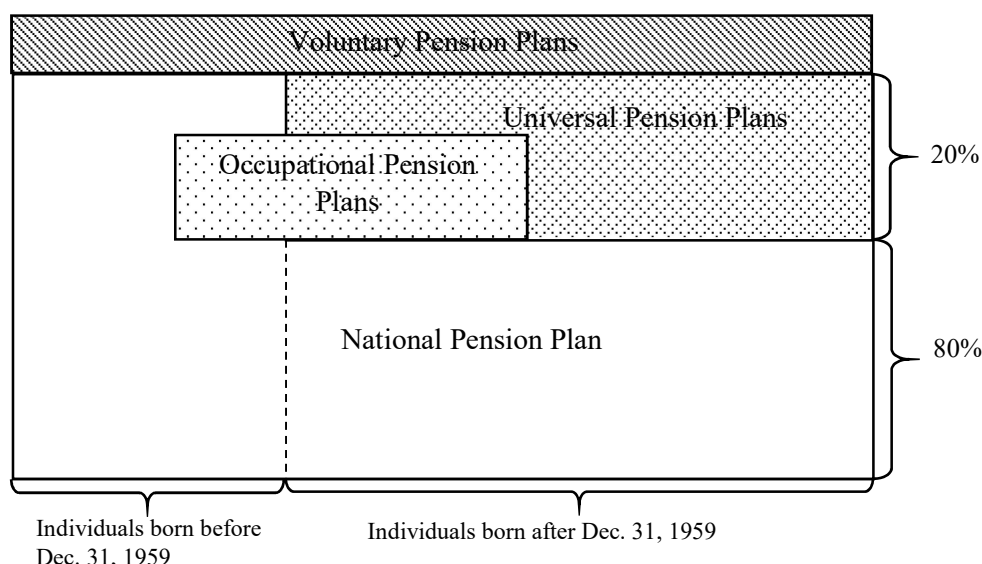 Voluntary Pension Plans
Universal Pension Plans
20%
Occupational Pension
Plans
National Pension Plan
80%
Individuals born before
Dec. 31, 1959
Individuals born after Dec. 31, 1959